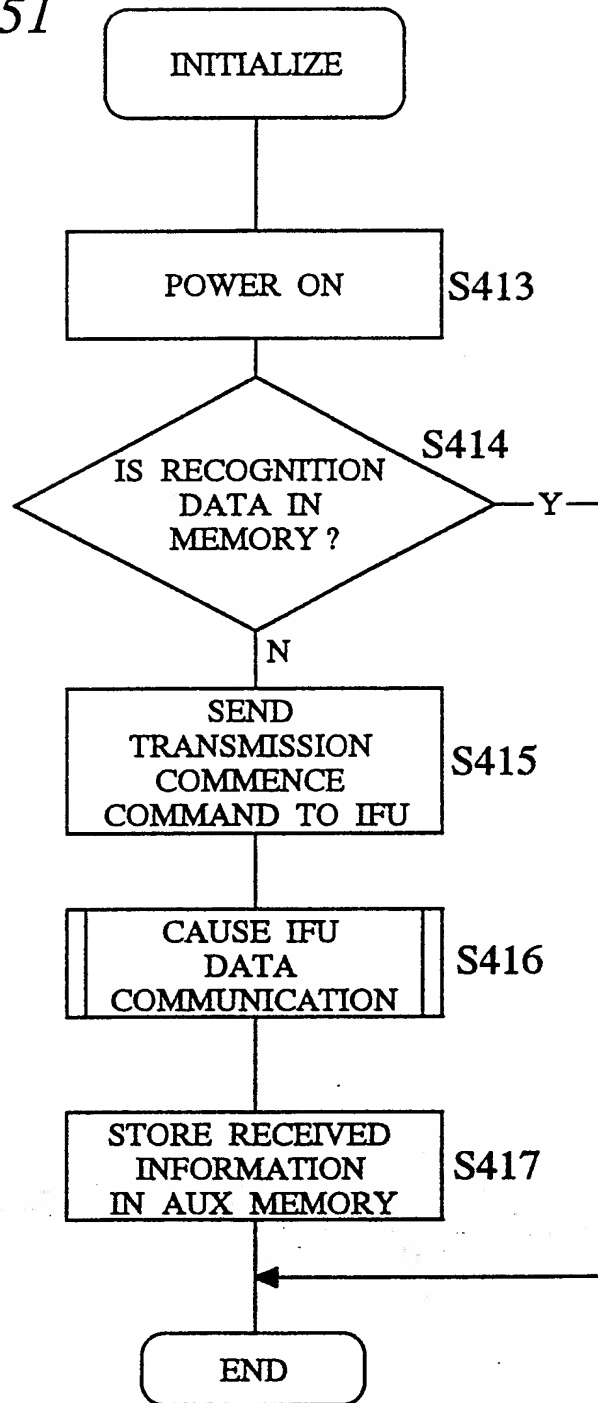 51
INITIALIZE
POWER ON
S413
S414
IS RECOGNITION
DATA IN
MEMORY ?
Y
N
SEND
TRANSMISSION
COMMENCE
COMMAND TO IFU
S415
CAUSE IFU
DATA
COMMUNICATION
S416
STORE RECEIVED
INFORMATION
IN AUX MEMORY
S417
END